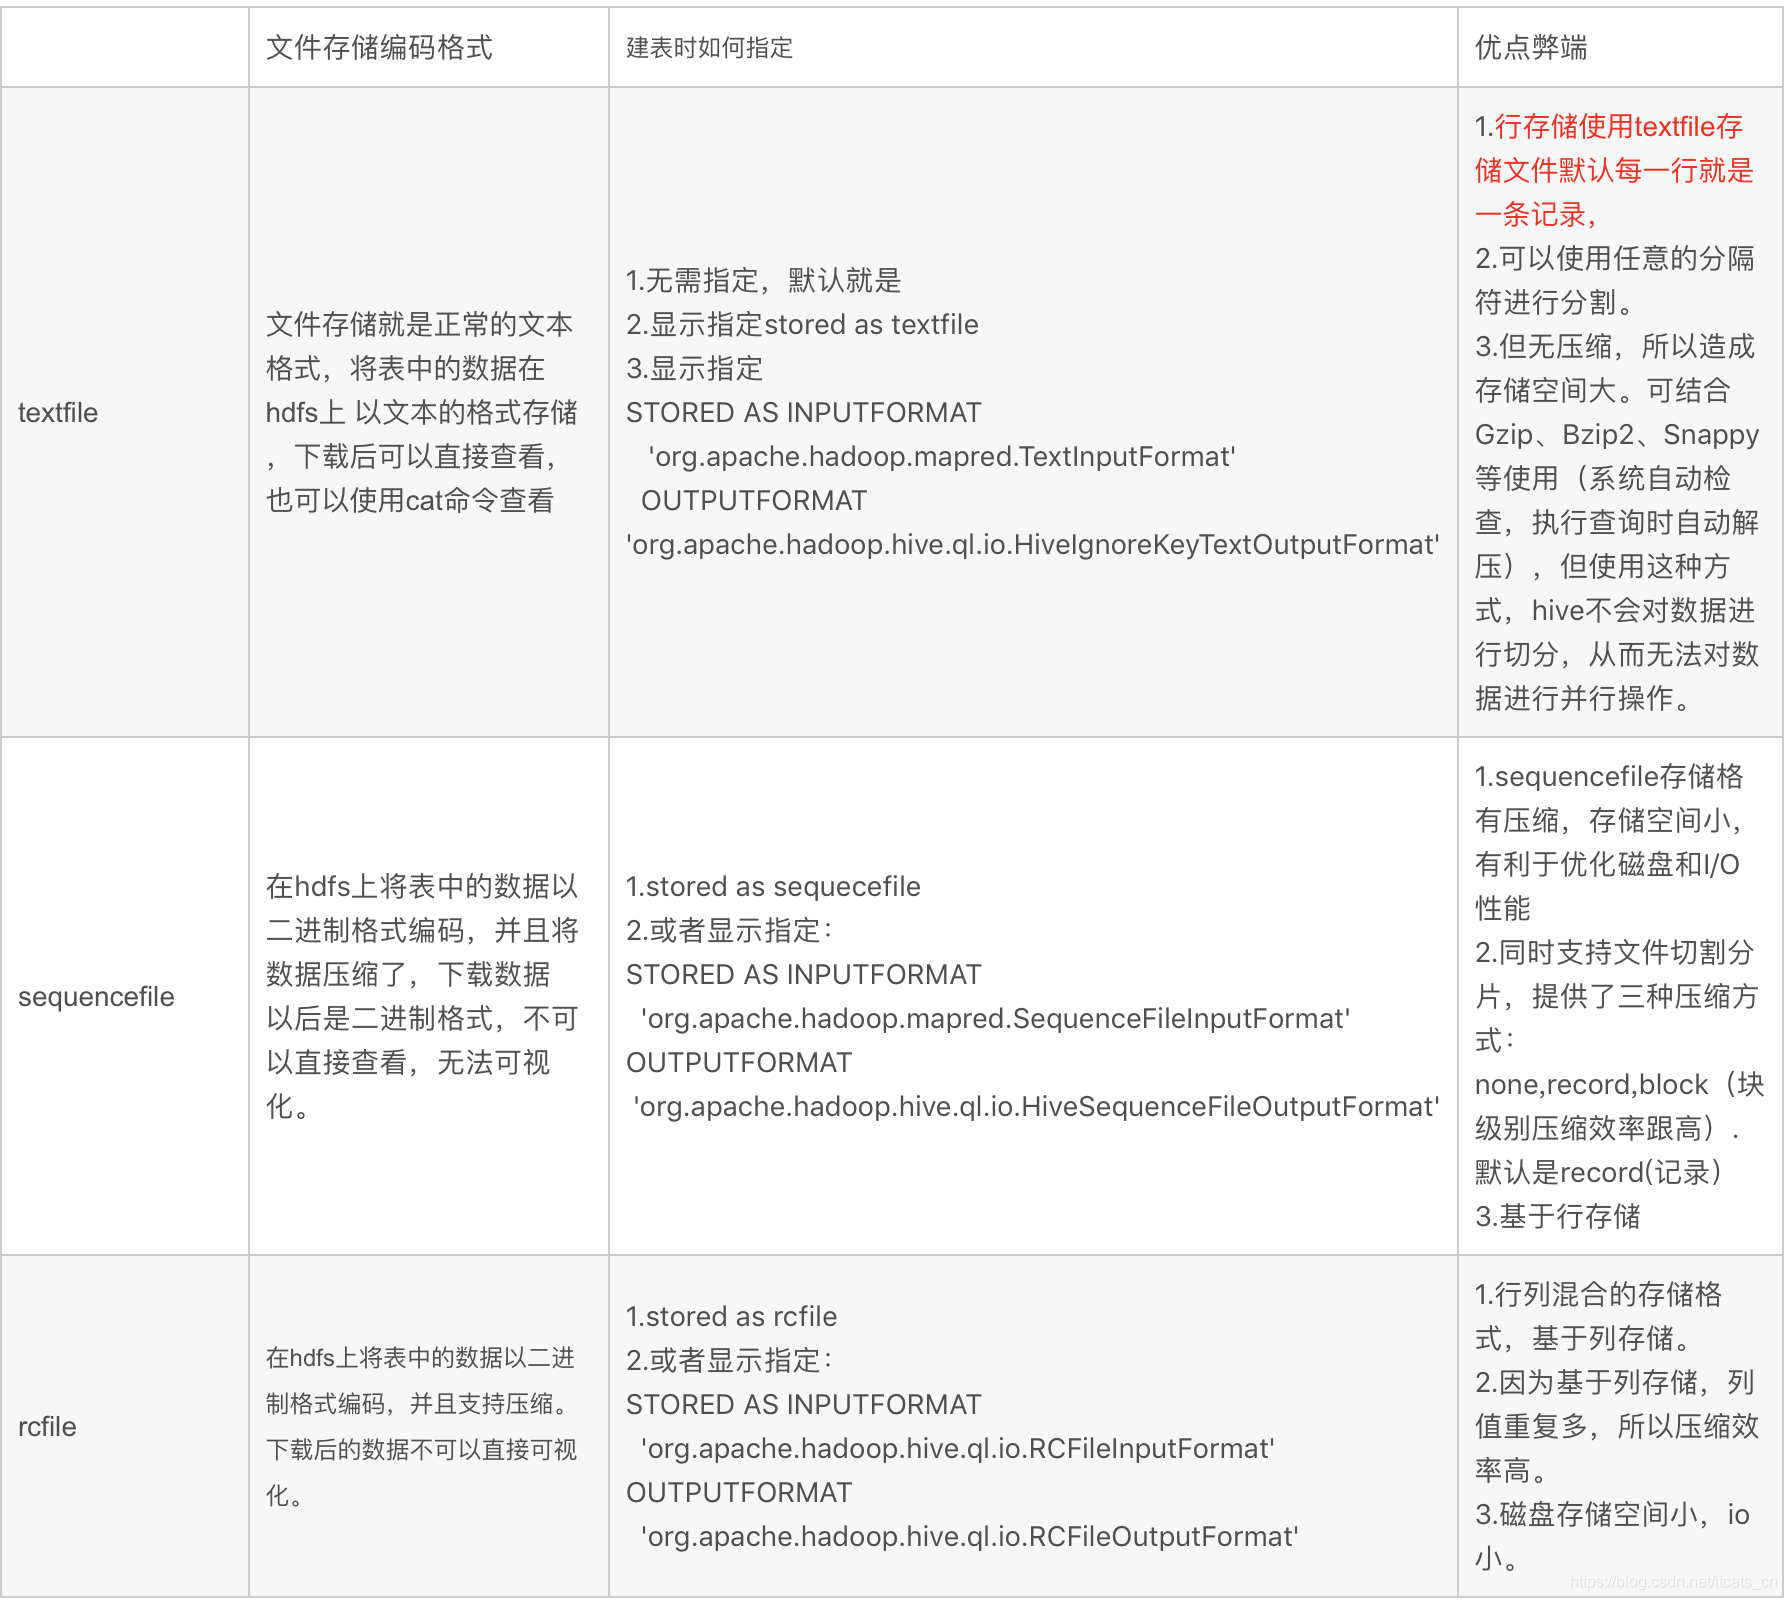 文件存储编码格式
建表时如何指定
优点弊端
textfile
文件存储就是正常的文本
格式，将表中的数据在
hdfs上 以文本的格式存储
，下载后可以直接查看，
也可以使用cat命令查看
1.无需指定，默认就是
2.显示指定stored as textfile
3.显示指定
STORED AS INPUTFORMAT
'org.apache.hadoop.mapred.TextInputFormat'
OUTPUTFORMAT
'org.apache.hadoop.hive.ql.io.HiveIgnoreKeyTextOutputFormat'
1.行存储使用textfile存
储文件默认每一行就是
一条记录，
2.可以使用任意的分隔
符进行分割。
3.但无压缩，所以造成
存储空间大。可结合
Gzip、Bzip2、Snappy
等使用（系统自动检
查，执行查询时自动解
压），但使用这种方
式，hive不会对数据进
行切分，从而无法对数
据进行并行操作。
sequencefile
在hdfs上将表中的数据以
二进制格式编码，并且将
数据压缩了，下载数据
以后是二进制格式，不可
以直接查看，无法可视
化。
1.stored as sequecefile
2.或者显示指定：
STORED AS INPUTFORMAT
'org.apache.hadoop.mapred.SequenceFileInputFormat'
OUTPUTFORMAT
'org.apache.hadoop.hive.ql.io.HiveSequenceFileOutputFormat'
1.sequencefile存储格
有压缩，存储空间小，
有利于优化磁盘和I/O
性能
2.同时支持文件切割分
片，提供了三种压缩方
式：
none,record,block（块
级别压缩效率跟高）.
默认是record(记录）
3.基于行存储
rcfile
在hdfs上将表中的数据以二进
制格式编码，并且支持压缩。
下载后的数据不可以直接可视
化。
1.stored as rcfile
2.或者显示指定：
STORED AS INPUTFORMAT
'org.apache.hadoop.hive.ql.io.RCFileInputFormat'
OUTPUTFORMAT
'org.apache.hadoop.hive.ql.io.RCFileOutputFormat'
1.行列混合的存储格
式，基于列存储。
2.因为基于列存储，列
值重复多，所以压缩效
率高。
3.磁盘存储空间小，io
小。
https://blog.csdn.net/itcats_cn